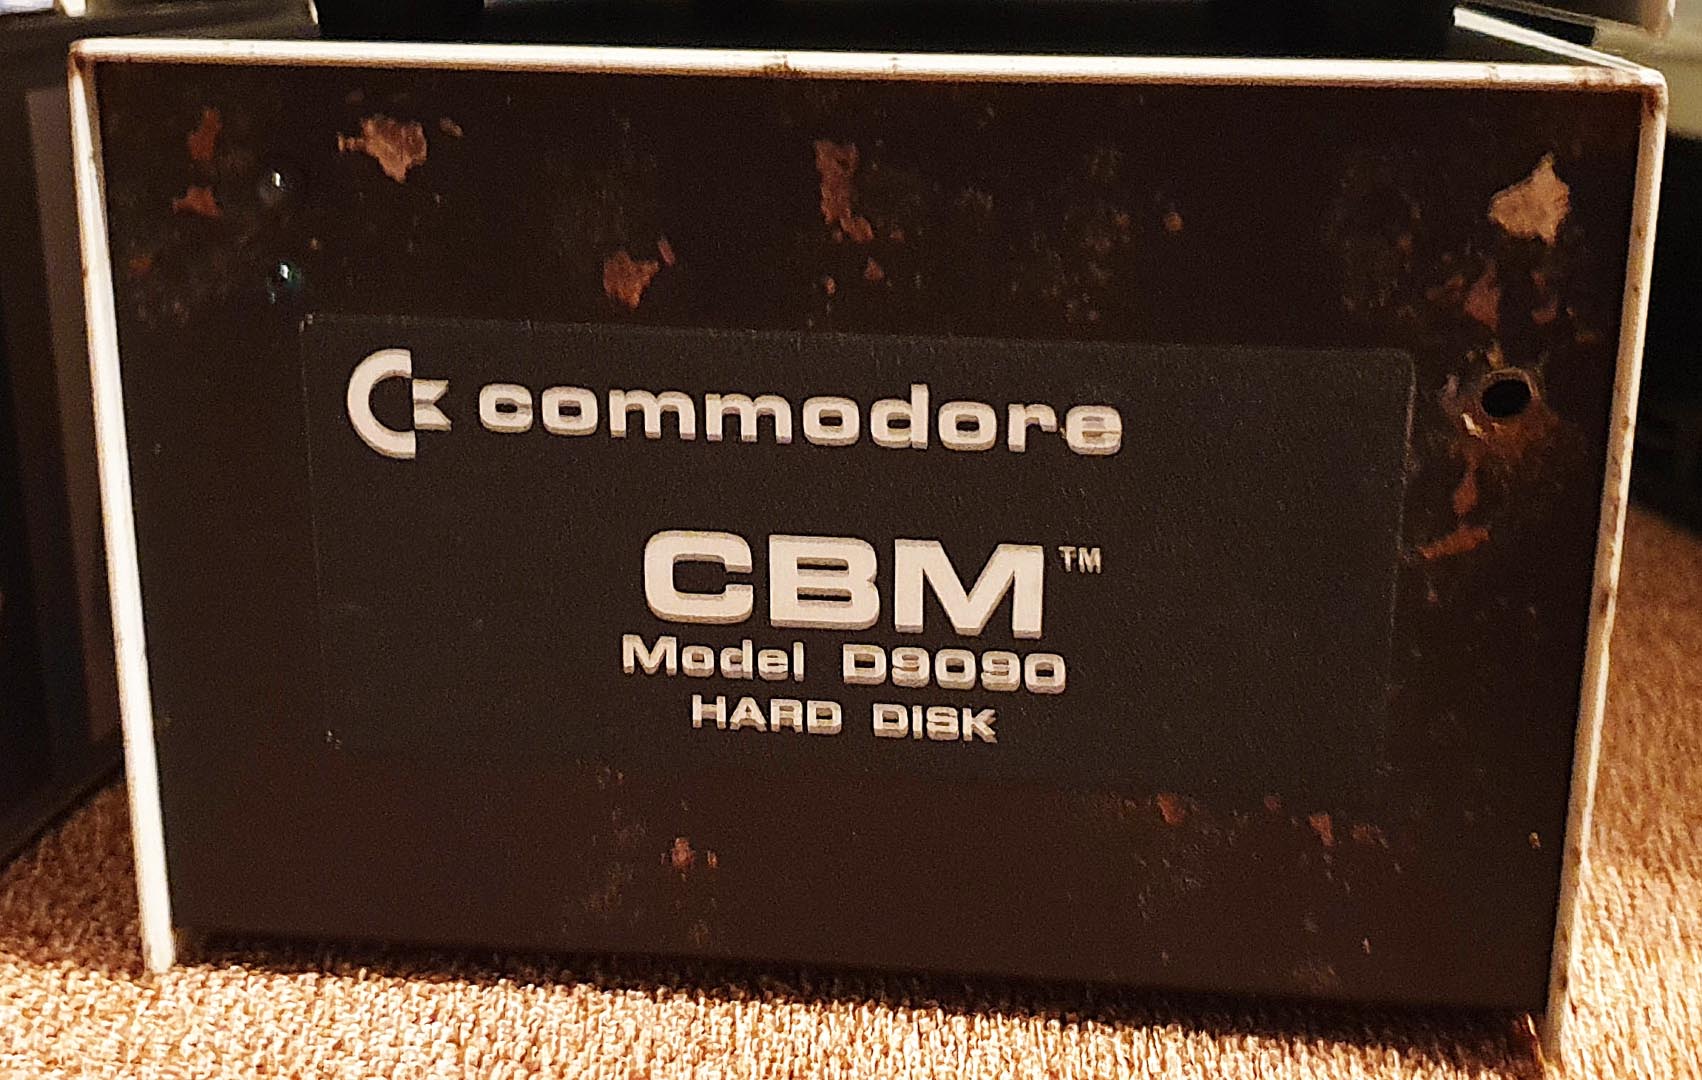 commodore
CBM™
Model D9090
HARD DISK